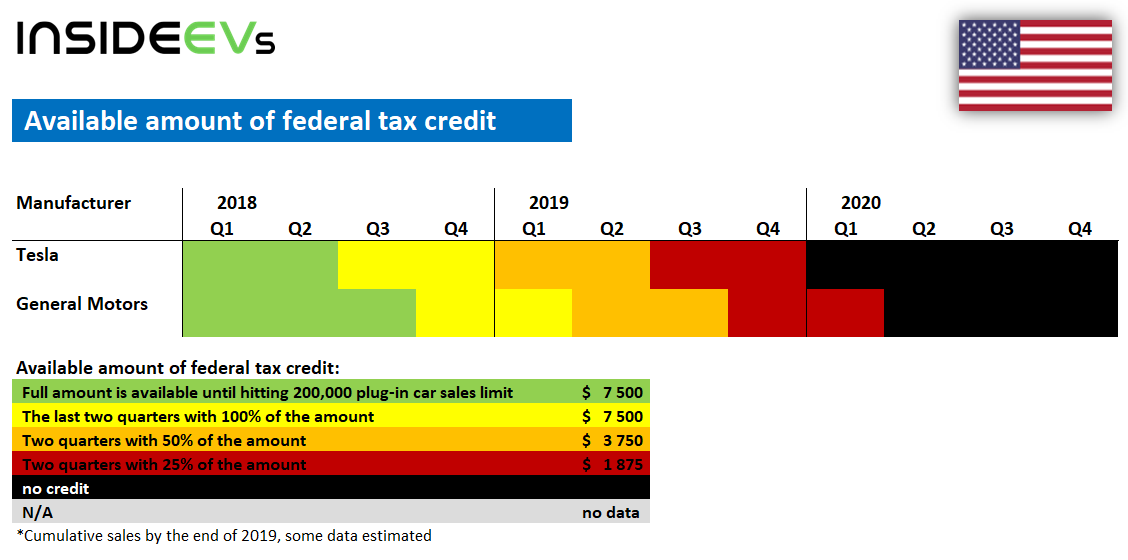 INSIDEEVs
Available amount of federal tax credit
Manufacturer 2018 2019 2020
Q1 Q2 Q3 Q4 Q1 Q2 Q3 Q4 Q1 Q2 Q3 Q4
Tesla
General Motors
Available amount of federal tax credit:
Full amount is available until hitting 200,000 plug-in car sales limit $ 7 500
The last two quarters with 100% of the amount $ 7 500
Two quarters with 50% of the amount $ 3 750
Two quarters with 25% of the amount $ 1 875
no credit
N/A no data
*Cumulative sales by the end of 2019, some data estimated